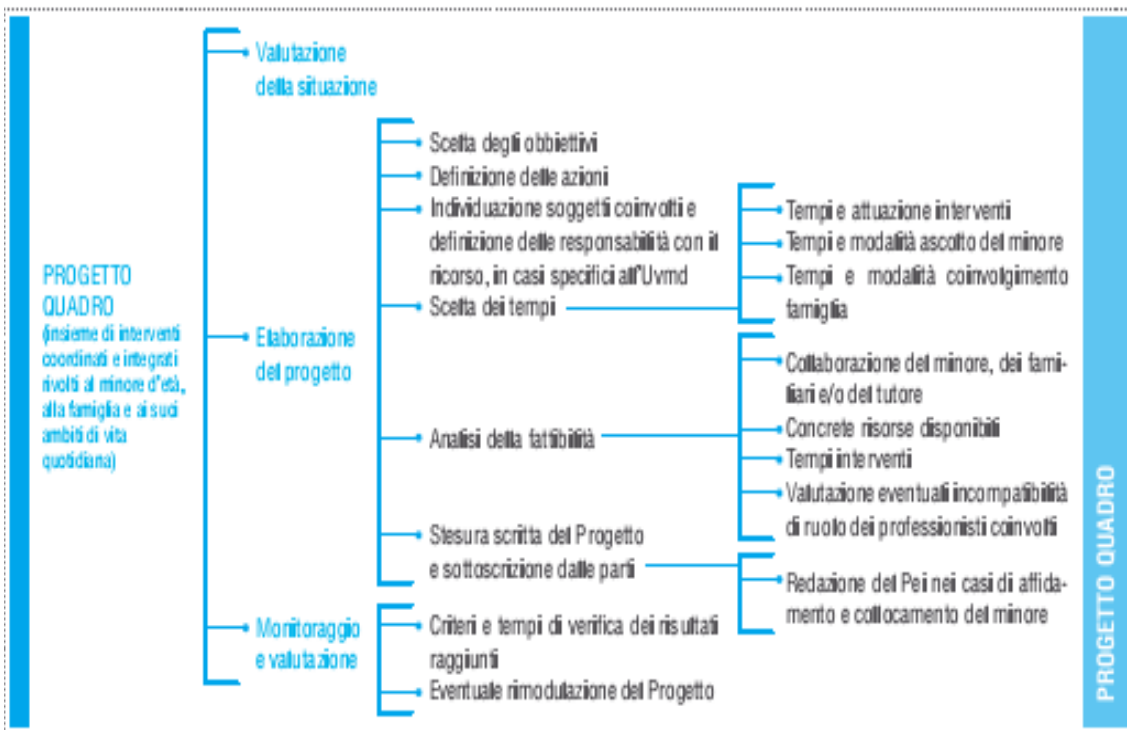 PROGETTO
QUADRO
(insieme di interventi
coordinati e integrati
rivolti al minore d'età,
alla famiglia e ai suoi
ambiti di vita
quotidiana)
Valutazione
della situazione
Elaborazione
del progetto
Scelta degli obbiettivi
Definizione delle azioni
Individuazione soggetti coinvolti e
definizione delle responsabilità con il
ricorso, in casi specifici all'Uvmd
Scelta dei tempi
Tempi e attuazione interventi
Tempi e modalità ascolto del minore
Tempi e modalità coinvolgimento
famiglia
Analisi della fattibilità
Collaborazione del minore, dei fami-
liari e/o del tutore
Concrete risorse disponibili
Tempi interventi
Valutazione eventuali incompatibilità
di ruolo dei professionisti coinvolti
Stesura scritta del Progetto
e sottoscrizione dalle parti
Redazione del Pei nei casi di affida-
mento e collocamento del minore
Monitoraggio
e valutazione
Criteri e tempi di verifica dei risultati
raggiunti
Eventuale rimodulazione del Progetto
PROGETTO QUADRO